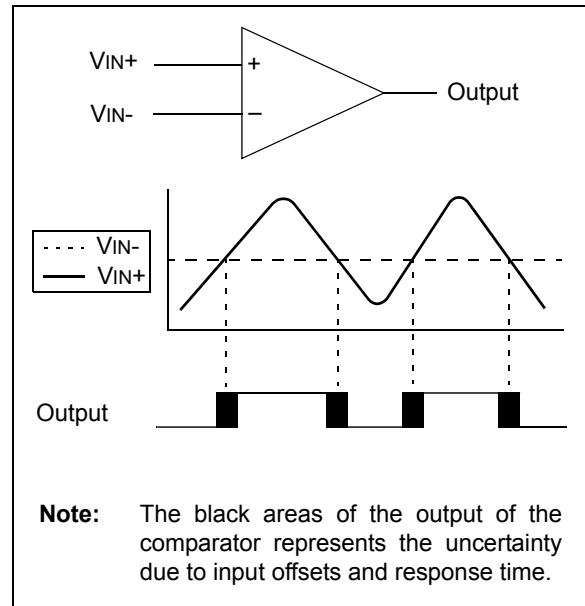 VIN+
+
Output
VIN-
–
VIN-
VIN+
Output
Note: The black areas of the output of the
comparator represents the uncertainty
due to input offsets and response time.